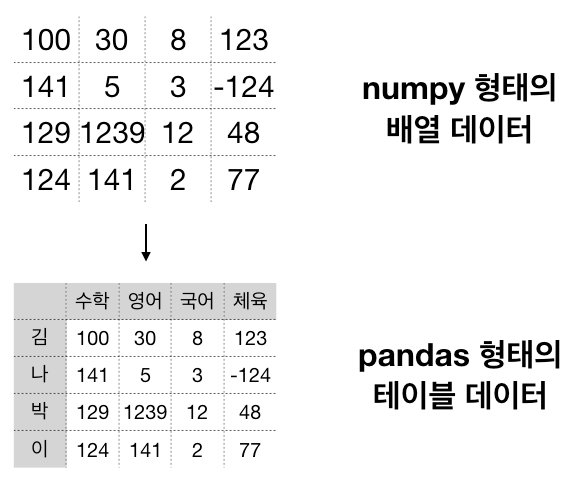 100 30 8 123
141 5 3 -124
129 1239 12 48
124 141 2 77
numpy 형태의
배열 데이터
수학 영어 국어 체육
김 100 30 8 123
나 141 5 3 -124
박 129 1239 12 48
이 124 141 2 77
pandas 형태의
테이블 데이터